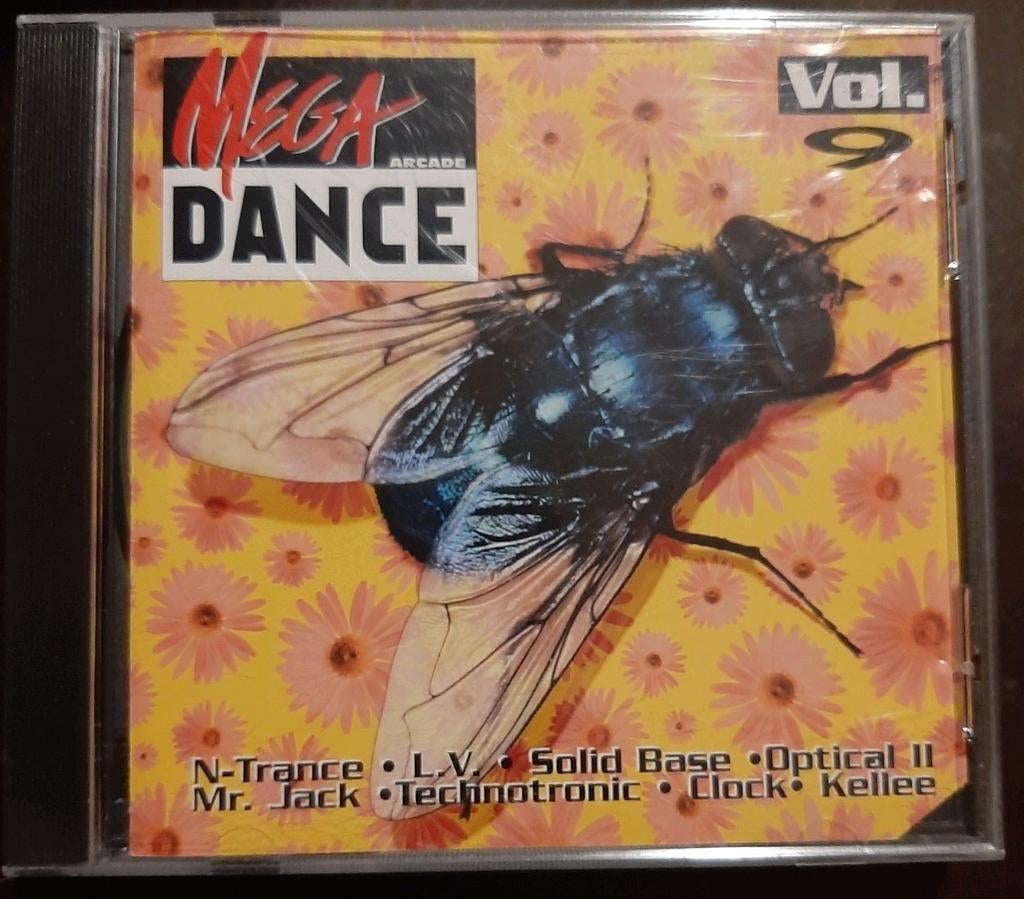 MEGA
ARCADE
DANCE
Vol.
9
N-Trance • L.V. • Solid Base •Optical II
Mr. Jack •Technotronic • Clock• Kellee